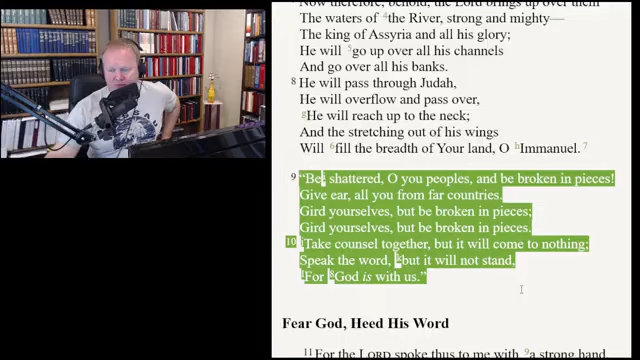 Now therefore, behold, the Lord brings up over them
The waters of 4 the River, strong and mighty—
The king of Assyria and all his glory;
He will 5 go up over all his channels
And go over all his banks.
8 He will pass through Judah,
He will overflow and pass over,
g He will reach up to the neck;
And the stretching out of his wings
Will 6 fill the breadth of Your land, O h Immanuel. 7
9 “Be shattered, O you peoples, and be broken in pieces!
Give ear, all you from far countries.
Gird yourselves, but be broken in pieces;
Gird yourselves, but be broken in pieces.
10 Take counsel together, but it will come to nothing;
Speak the word, k but it will not stand,
l For 8 God is with us.”
Fear God, Heed His Word
11 For the LORD spoke thus to me with 9 a strong hand